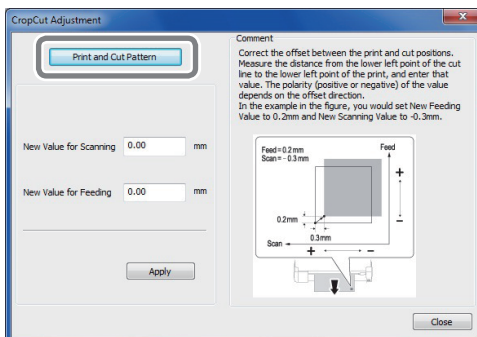 CropCut Adjustment
Print and Cut Pattern
New Value for Scanning 0.00 mm
New Value for Feeding 0.00 mm
Apply
Comment
Correct the offset between the print and cut positions.
Measure the distance from the lower left point of the cut
line to the lower left point of the print, and enter that
value. The polarity (positive or negative) of the value
depends on the offset direction.
In the example in the figure, you would set New Feeding
Value to 0.2mm and New Scanning Value to -0.3mm.
Feed=0.2mm
Scan=-0.3mm
Feed
+
-
0.2mm
0.3mm
Scan
+ -
Close